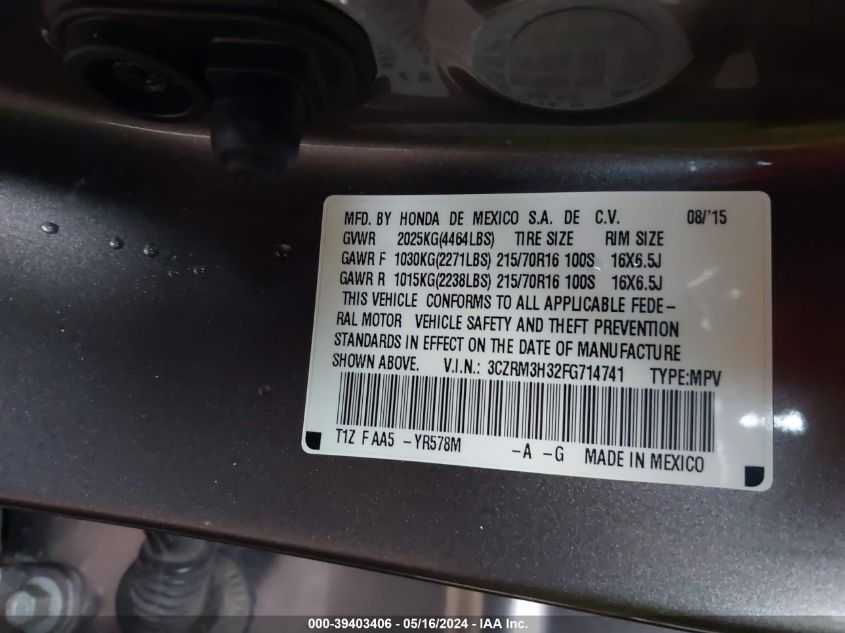 MFD. BY HONDA DE MEXICO S.A. DE C.V. 08/'15
GVWR 2025KG(4464LBS) TIRE SIZE RIM SIZE
GAWR F 1030KG(2271LBS) 215/70R16 100S 16X6.5J
GAWR R 1015KG(2238LBS) 215/70R16 100S 16X6.5J
THIS VEHICLE CONFORMS TO ALL APPLICABLE FEDE-
RAL MOTOR VEHICLE SAFETY AND THEFT PREVENTION
STANDARDS IN EFFECT ON THE DATE OF MANUFACTURE
SHOWN ABOVE. V.I.N.: 3CZRM3H32FG714741 TYPE:MPV
T1Z F AA5 -YR578M -A -G MADE IN MEXICO
000-39403406 - 05/16/2024 - IAA Inc.